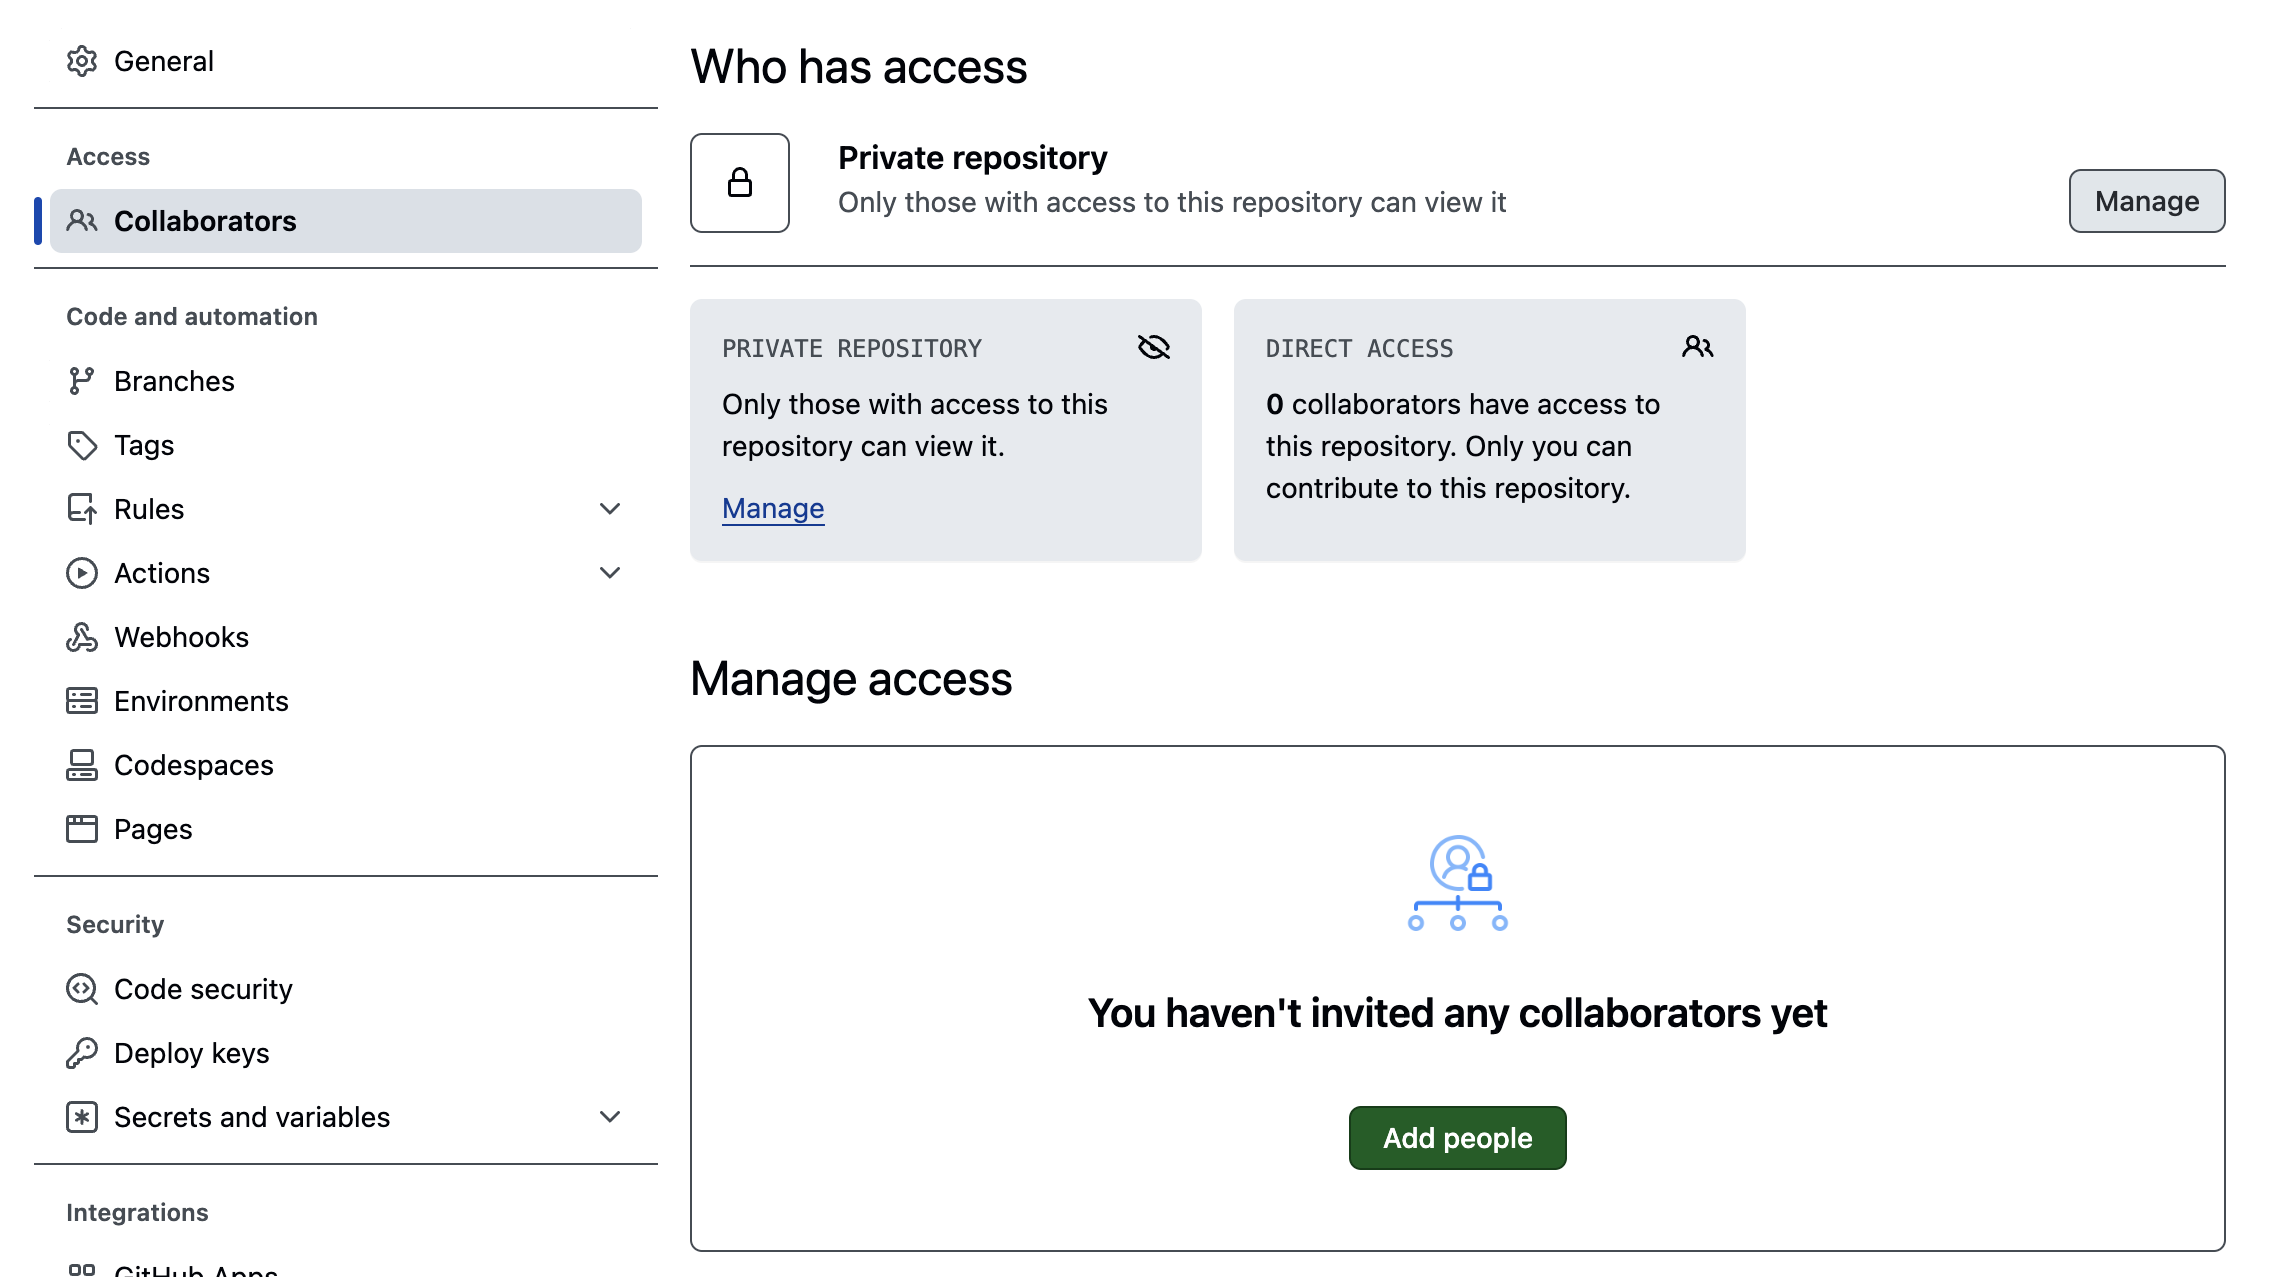 General
Access
Collaborators
Code and automation
Branches
Tags
Rules
Actions
Webhooks
Environments
Codespaces
Pages
Security
Code security
Deploy keys
Secrets and variables
Integrations
GitHub Apps
Who has access
Private repository
Only those with access to this repository can view it
Manage
PRIVATE REPOSITORY
Only those with access to this
repository can view it.
Manage
DIRECT ACCESS
0 collaborators have access to
this repository. Only you can
contribute to this repository.
Manage access
You haven't invited any collaborators yet
Add people